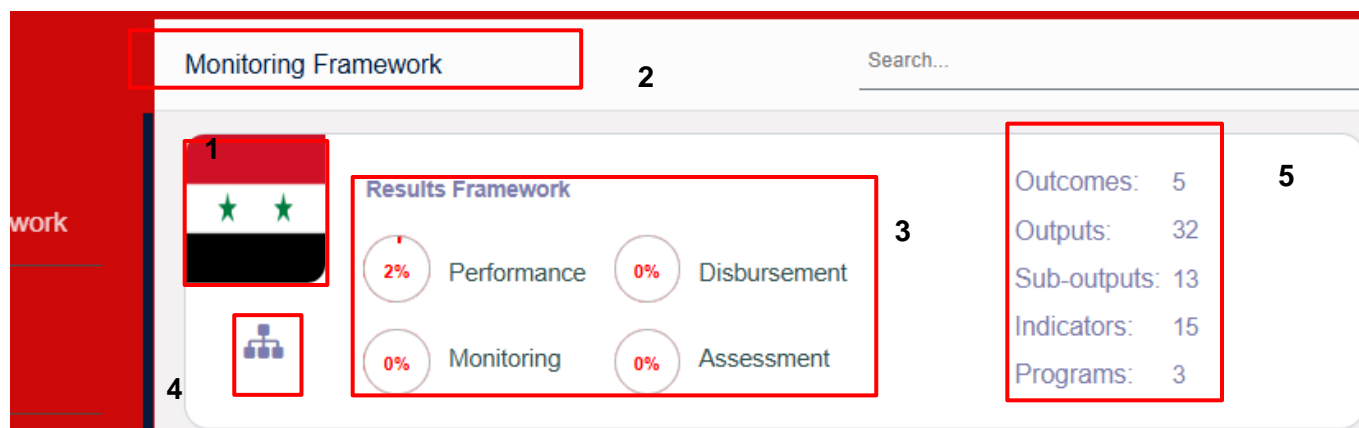 Monitoring Framework
2
Search...
1
Results Framework
3
work
2% Performance
0% Disbursement
0% Monitoring
0% Assessment
4
Outcomes: 5
Outputs: 32
Sub-outputs: 13
Indicators: 15
Programs: 3
5